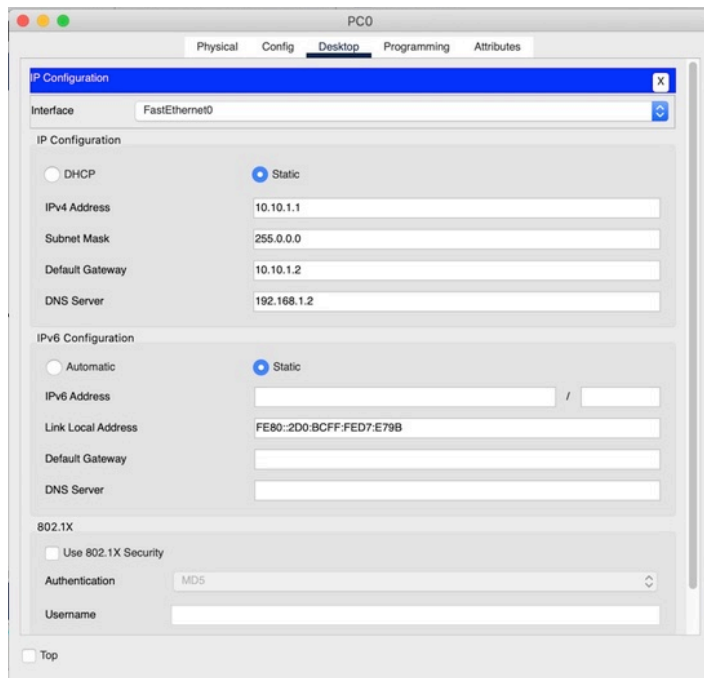 PC0
Physical Config Desktop Programming Attributes
IP Configuration X
Interface FastEthernet0
IP Configuration
DHCP Static
IPv4 Address 10.10.1.1
Subnet Mask 255.0.0.0
Default Gateway 10.10.1.2
DNS Server 192.168.1.2
IPv6 Configuration
Automatic Static
IPv6 Address /
Link Local Address FE80::2D0:BCFF:FED7:E79B
Default Gateway
DNS Server
802.1X
Use 802.1X Security
Authentication MD5
Username
Top